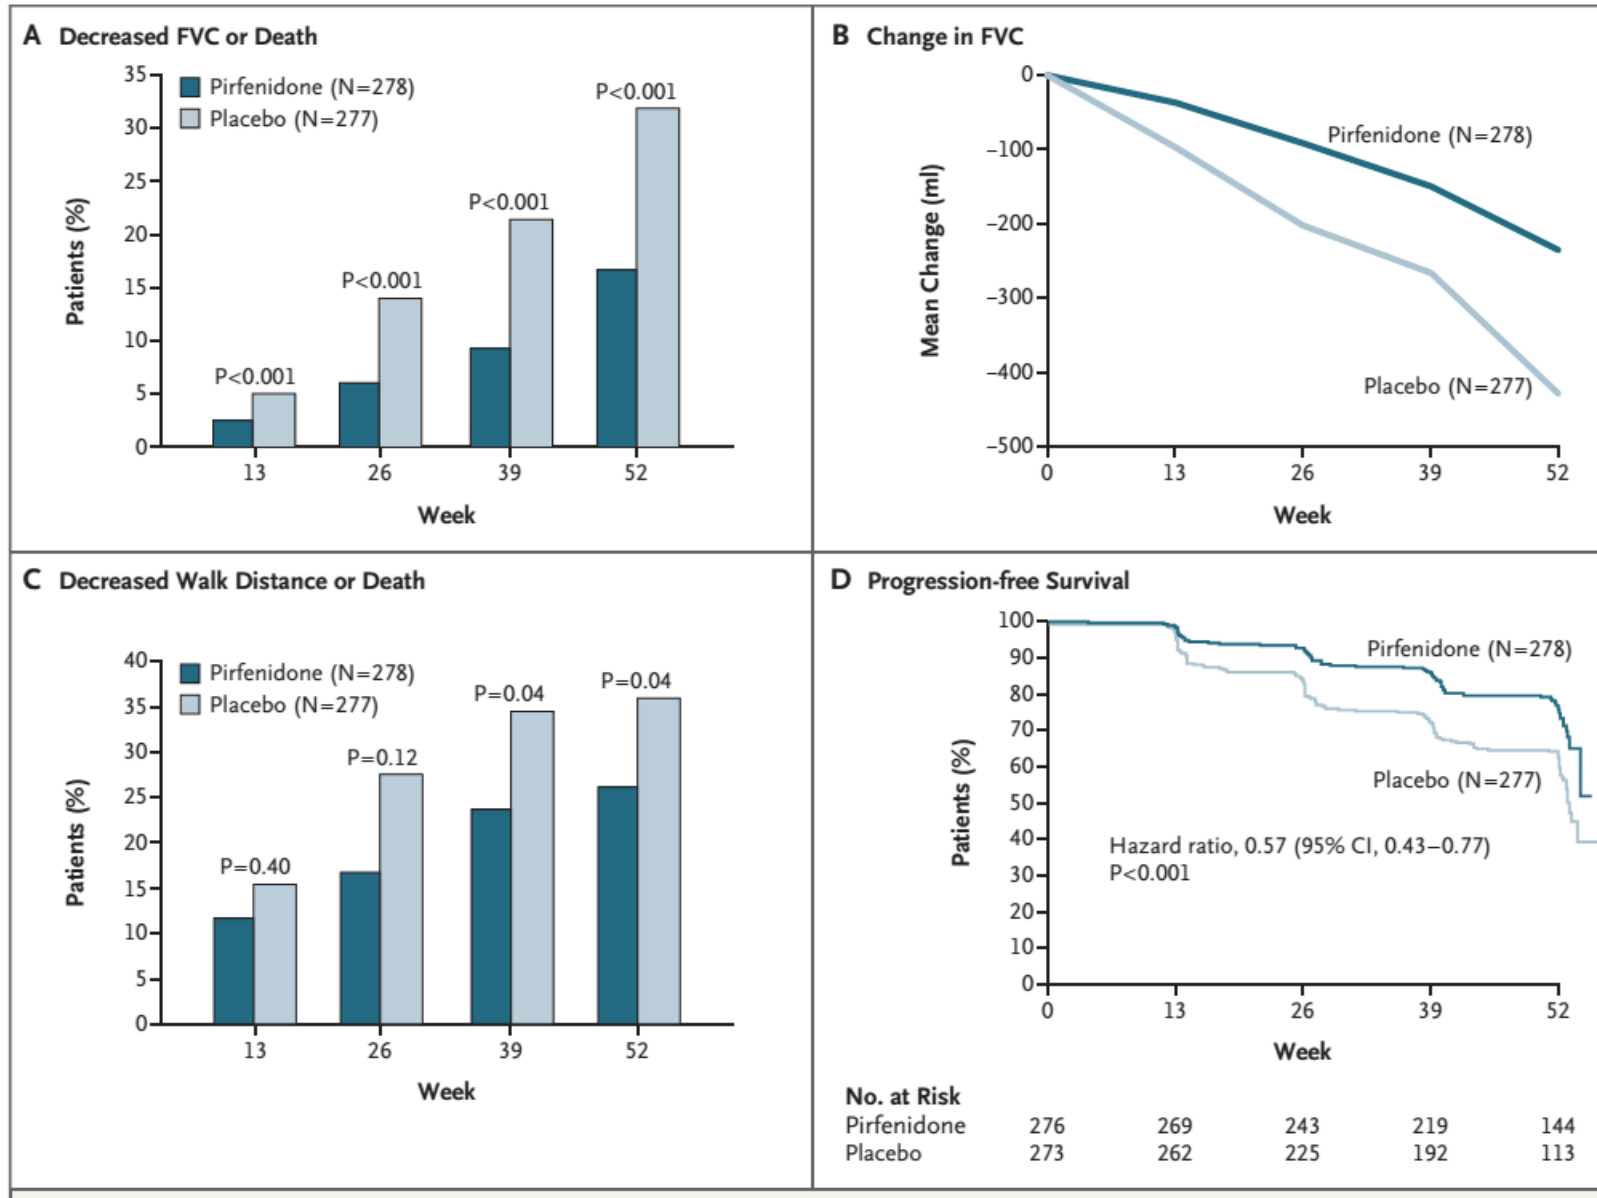 A Decreased FVC or Death
Patients (%)
35
30
25
20
15
10
5
0
Pirfenidone (N=278)
Placebo (N=277)
P<0.001
P<0.001
P<0.001
P<0.001
13 26 39 52
Week
B Change in FVC
Mean Change (ml)
0
–100
–200
–300
–400
–500
Pirfenidone (N=278)
Placebo (N=277)
0 13 26 39 52
Week
C Decreased Walk Distance or Death
Patients (%)
40
35
30
25
20
15
10
5
0
Pirfenidone (N=278)
Placebo (N=277)
P=0.40
P=0.12
P=0.04
P=0.04
13 26 39 52
Week
D Progression-free Survival
Patients (%)
100
90
80
70
60
50
40
30
20
10
0
Pirfenidone (N=278)
Placebo (N=277)
Hazard ratio, 0.57 (95% CI, 0.43–0.77)
P<0.001
0 13 26 39 52
Week
No. at Risk
Pirfenidone 276 269 243 219 144
Placebo 273 262 225 192 113